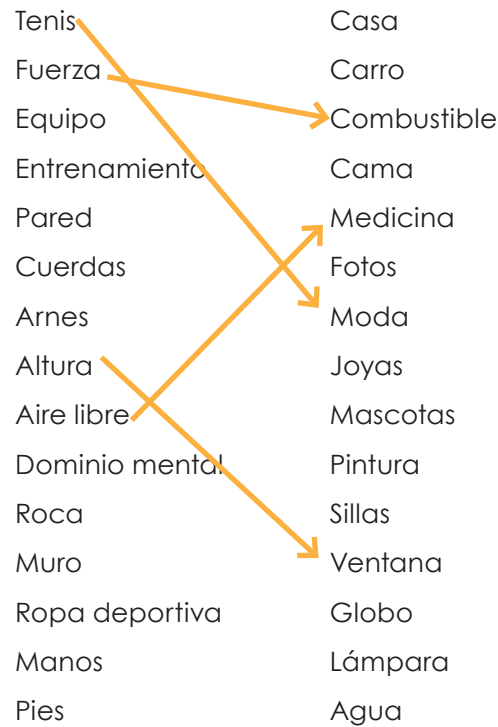 Tenis
Fuerza
Equipo
Entrenamiento
Pared
Cuerdas
Arnes
Altura
Aire libre
Dominio mental
Roca
Muro
Ropa deportiva
Manos
Pies
Casa
Carro
Combustible
Cama
Medicina
Fotos
Moda
Joyas
Mascotas
Pintura
Sillas
Ventana
Globo
Lámpara
Agua